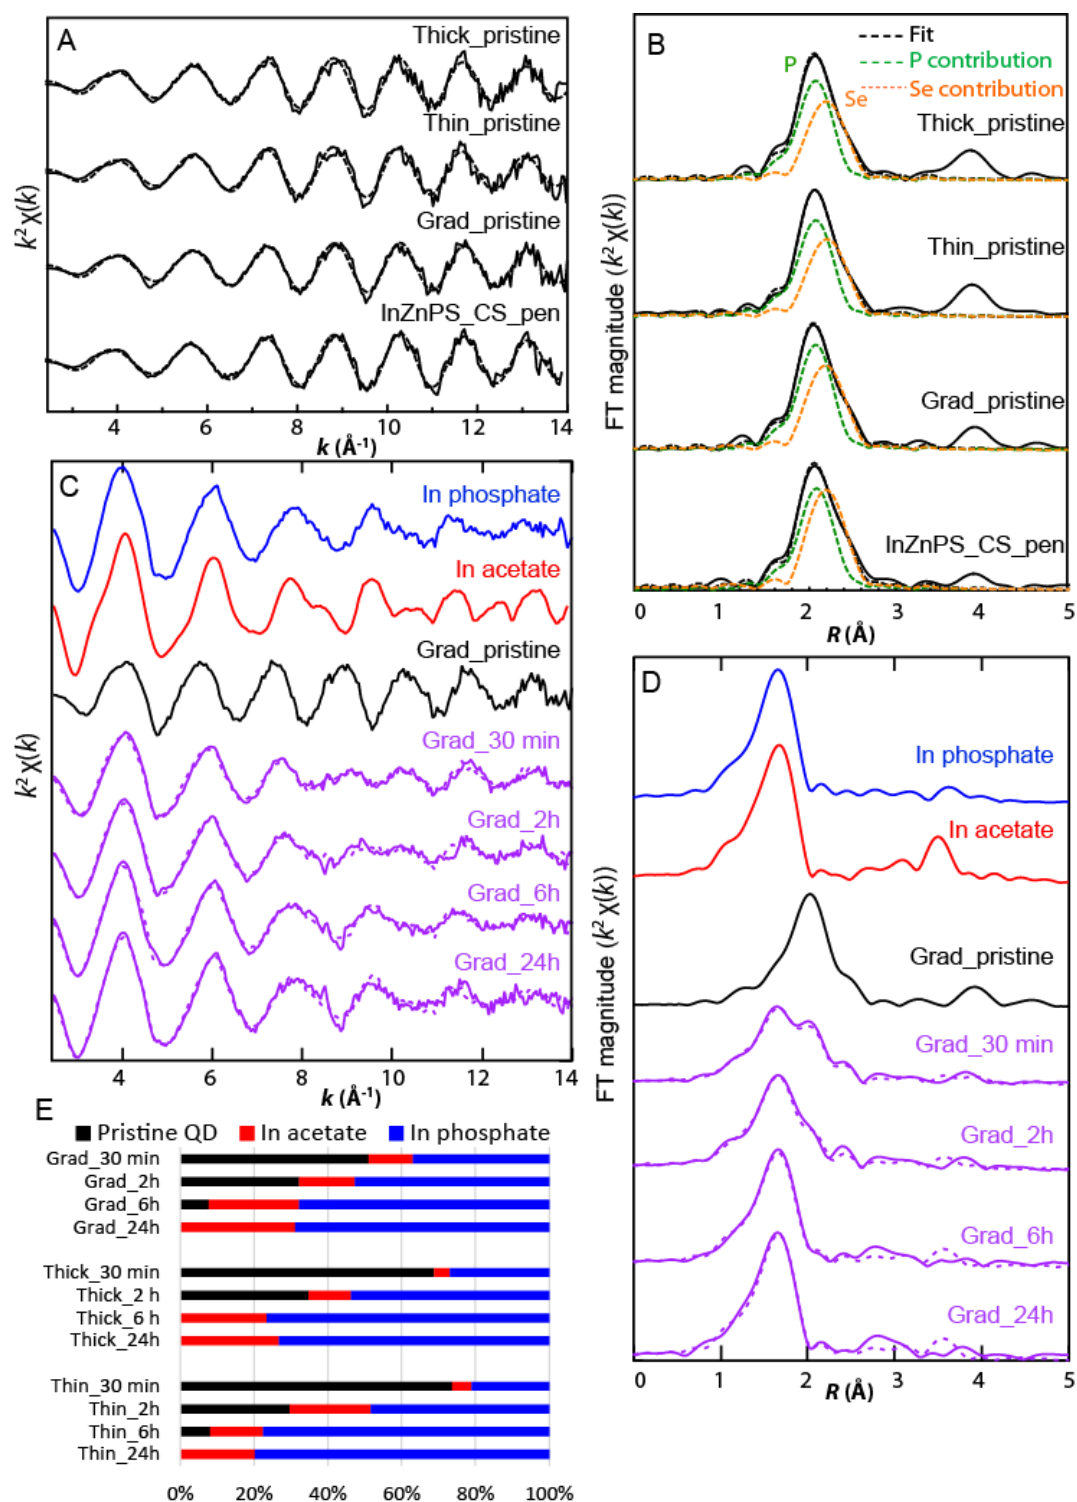 A
Thick_pristine
Thin_pristine
Grad_pristine
InZnPS_CS_pen
k² χ(k)
4 6 8 10 12 14
k (Å-1)
B
Fit
P contribution
Se contribution
P
Se
Thick_pristine
Thin_pristine
Grad_pristine
InZnPS_CS_pen
FT magnitude (k² χ(k))
0 1 2 3 4 5
R (Å)
C
In phosphate
In acetate
Grad_pristine
Grad_30 min
Grad_2h
Grad_6h
Grad_24h
k² χ(k)
4 6 8 10 12 14
k (Å-1)
D
In phosphate
In acetate
Grad_pristine
Grad_30 min
Grad_2h
Grad_6h
Grad_24h
FT magnitude (k² χ(k))
0 1 2 3 4 5
R (Å)
E
Pristine QD In acetate In phosphate
Grad_30 min
Grad_2h
Grad_6h
Grad_24h
Thick_30 min
Thick_2 h
Thick_6 h
Thick_24h
Thin_30 min
Thin_2h
Thin_6h
Thin_24h
0% 20% 40% 60% 80% 100%